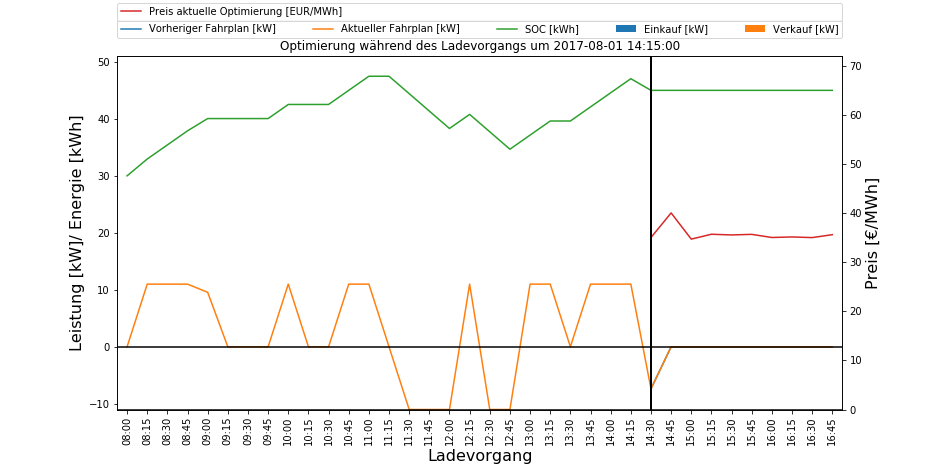 Preis aktuelle Optimierung [EUR/MWh]
Vorheriger Fahrplan [kW] Aktueller Fahrplan [kW] SOC [kWh] Einkauf [kW] Verkauf [kW]
Optimierung während des Ladevorgangs um 2017-08-01 14:15:00
Leistung [kW]/ Energie [kWh]
50
40
30
20
10
0
−10
70
60
50
40
30
20
10
0
Preis [€/MWh]
08:00 08:15 08:30 08:45 09:00 09:15 09:30 09:45 10:00 10:15 10:30 10:45 11:00 11:15 11:30 11:45 12:00 12:15 12:30 12:45 13:00 13:15 13:30 13:45 14:00 14:15 14:30 14:45 15:00 15:15 15:30 15:45 16:00 16:15 16:30 16:45
Ladevorgang